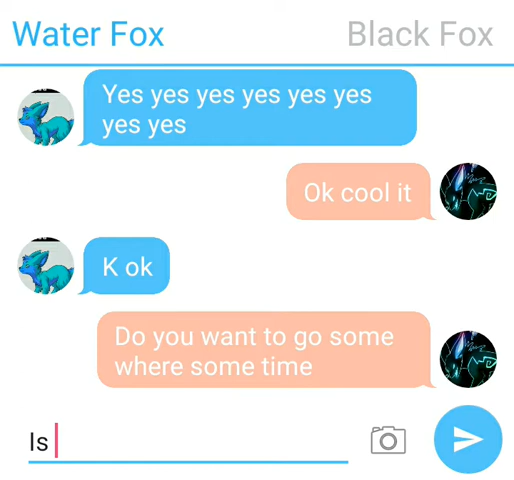 Water Fox
Black Fox
Yes yes yes yes yes yes
yes yes
Ok cool it
K ok
Do you want to go some
where some time
Is